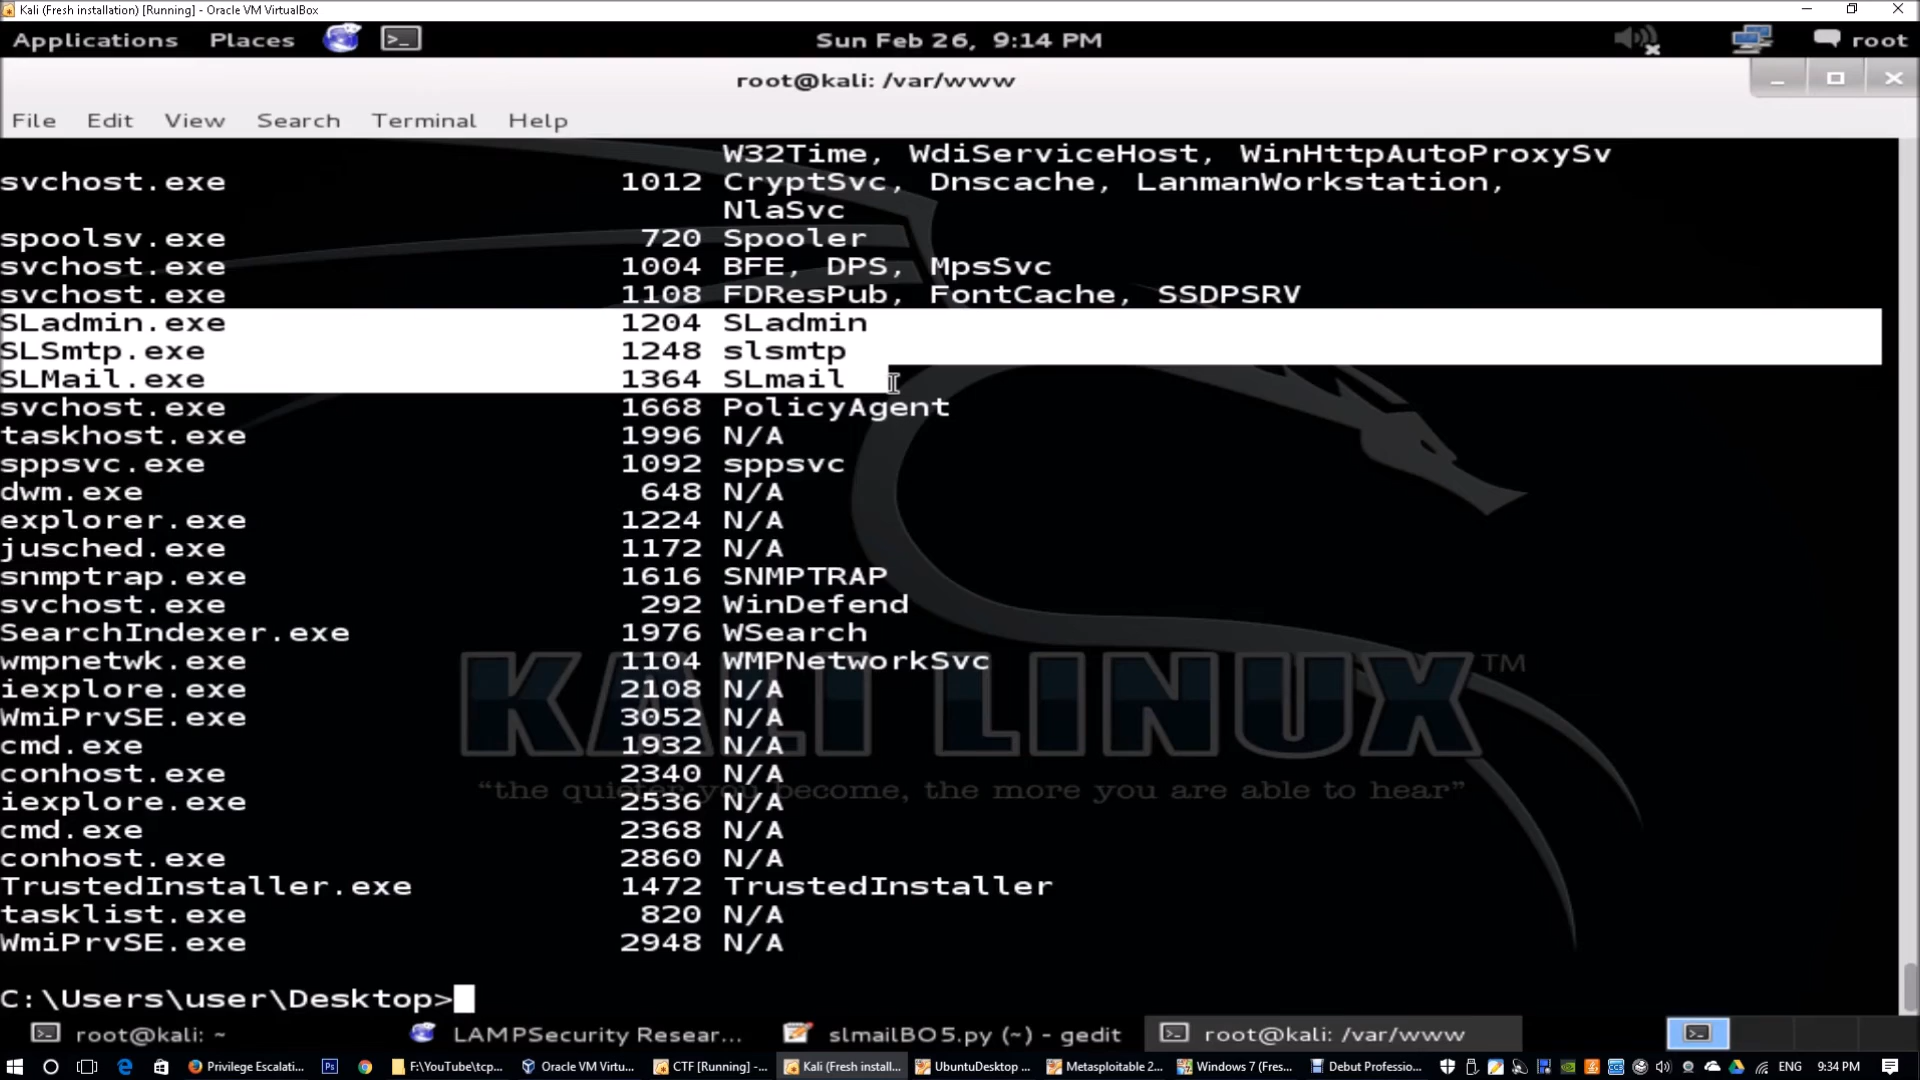 Kali (Fresh installation) [Running] - Oracle VM VirtualBox
Applications Places Sun Feb 26, 9:14 PM root
root@kali: /var/www
File Edit View Search Terminal Help
W32Time, WdiServiceHost, WinHttpAutoProxySv
svchost.exe 1012 CryptSvc, Dnscache, LanmanWorkstation,
NlaSvc
spoolsv.exe 720 Spooler
svchost.exe 1004 BFE, DPS, MpsSvc
svchost.exe 1108 FDResPub, FontCache, SSDPSRV
SLadmin.exe 1204 SLadmin
SLSmtp.exe 1248 slsmtp
SLMail.exe 1364 SLmail
svchost.exe 1668 PolicyAgent
taskhost.exe 1996 N/A
sppsvc.exe 1092 sppsvc
dwm.exe 648 N/A
explorer.exe 1224 N/A
jusched.exe 1172 N/A
snmptrap.exe 1616 SNMPTRAP
svchost.exe 292 WinDefend
SearchIndexer.exe 1976 WSearch
wmpnetwk.exe 1104 WMPNetworkSvc
iexplore.exe 2108 N/A
WmiPrvSE.exe 3052 N/A
cmd.exe 1932 N/A
conhost.exe 2340 N/A
iexplore.exe 2536 N/A
cmd.exe 2368 N/A
conhost.exe 2860 N/A
TrustedInstaller.exe 1472 TrustedInstaller
tasklist.exe 820 N/A
WmiPrvSE.exe 2948 N/A
KALI LINUX ™
“the quieter you become, the more you are able to hear”
C:\Users\user\Desktop>
root@kali: ~ LAMPSecurity Resear... slmailBO5.py (~) - gedit root@kali: /var/www
Privilege Escalati... F:\YouTube\tcp... Oracle VM Virtu... CTF [Running] -... Kali (Fresh install... UbuntuDesktop ... Metasploitable 2... Windows 7 (Fres... Debut Profession... ENG 9:34 PM